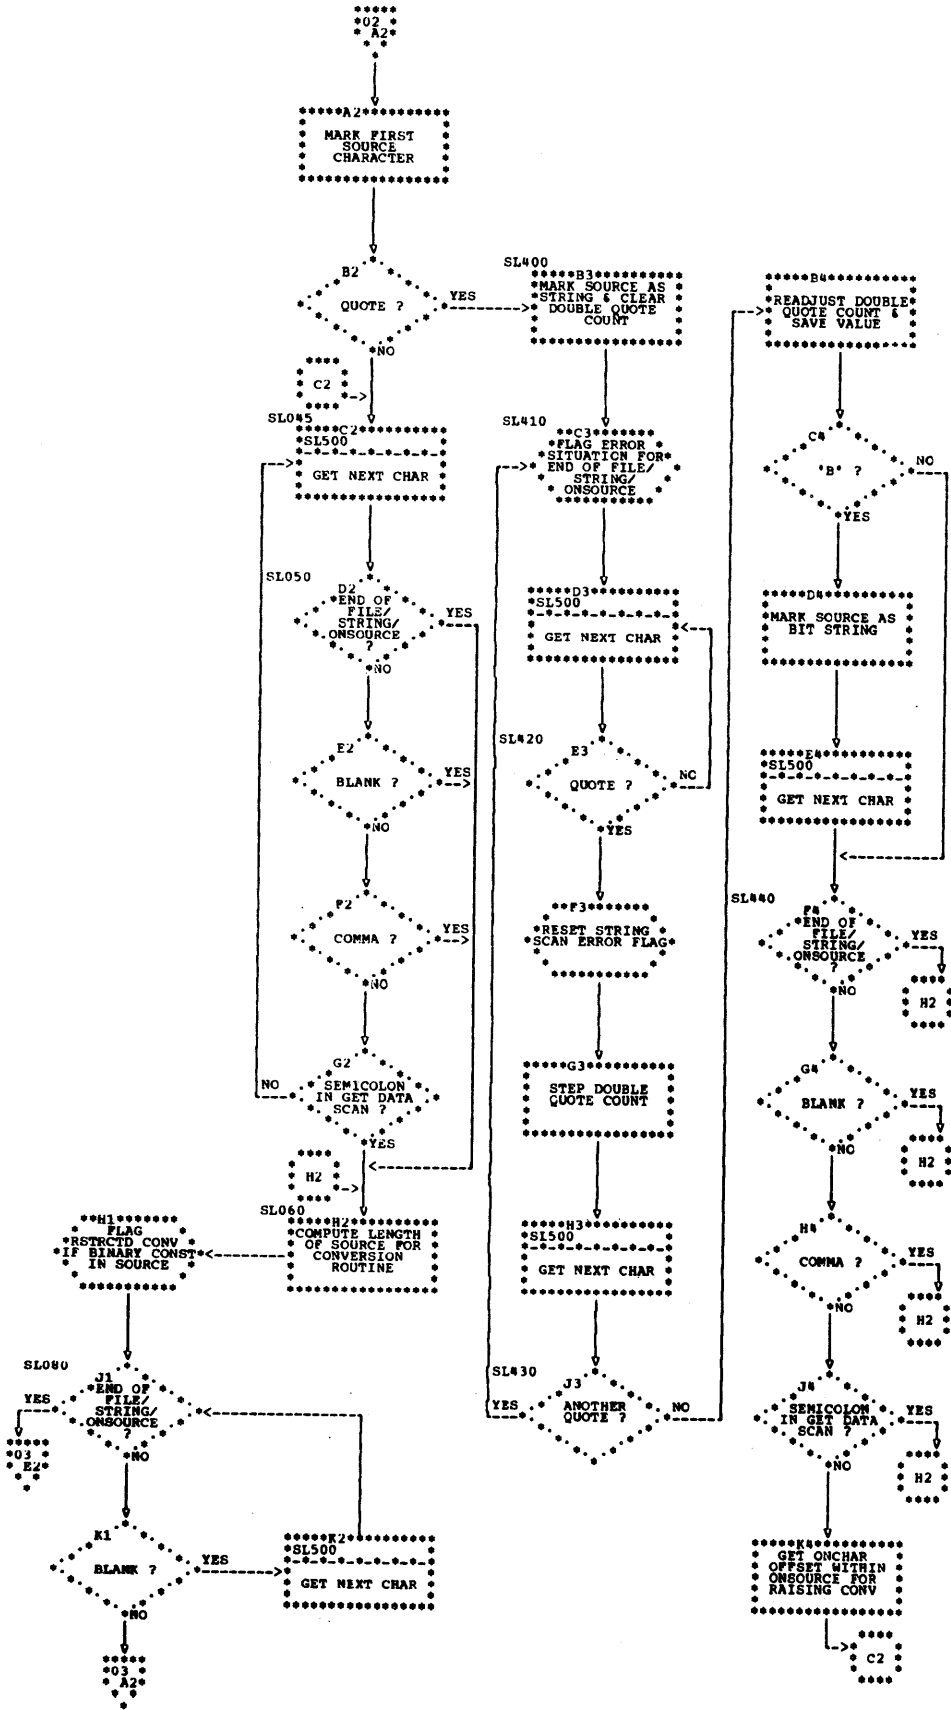 02
A2
A2
MARK FIRST
SOURCE
CHARACTER
B2
QUOTE ?
YES
NO
C2
SL045
C2
SL500
GET NEXT CHAR
SL050
D2
END OF
FILE/
STRING/
ONSOURCE
?
YES
NO
E2
BLANK ?
YES
NO
F2
COMMA ?
YES
NO
G2
SEMICOLON
IN GET DATA
SCAN ?
NO
YES
H2
SL060
H2
COMPUTE LENGTH
OF SOURCE FOR
CONVERSION
ROUTINE
H1
FLAG
RSTRCTD CONV
IF BINARY CONST
IN SOURCE
SL080
J1
END OF
FILE/
STRING/
ONSOURCE
?
YES
NO
03
E2
K1
BLANK ?
YES
NO
K2
SL500
GET NEXT CHAR
03
A2
SL400
B3
MARK SOURCE AS
STRING & CLEAR
DOUBLE QUOTE
COUNT
SL410
C3
FLAG ERROR
SITUATION FOR
END OF FILE/
STRING/
ONSOURCE
D3
SL500
GET NEXT CHAR
SL420
E3
QUOTE ?
NO
YES
F3
RESET STRING
SCAN ERROR FLAG
G3
STEP DOUBLE
QUOTE COUNT
H3
SL500
GET NEXT CHAR
SL430
J3
ANOTHER
QUOTE ?
YES
NO
B4
READJUST DOUBLE
QUOTE COUNT &
SAVE VALUE
C4
'B' ?
NO
YES
D4
MARK SOURCE AS
BIT STRING
E4
SL500
GET NEXT CHAR
SL440
F4
END OF
FILE/
STRING/
ONSOURCE
?
YES
NO
H2
G4
BLANK ?
YES
NO
H2
H4
COMMA ?
YES
NO
H2
J4
SEMICOLON
IN GET DATA
SCAN ?
YES
NO
H2
K4
GET ONCHAR
OFFSET WITHIN
ONSOURCE FOR
RAISING CONV
C2